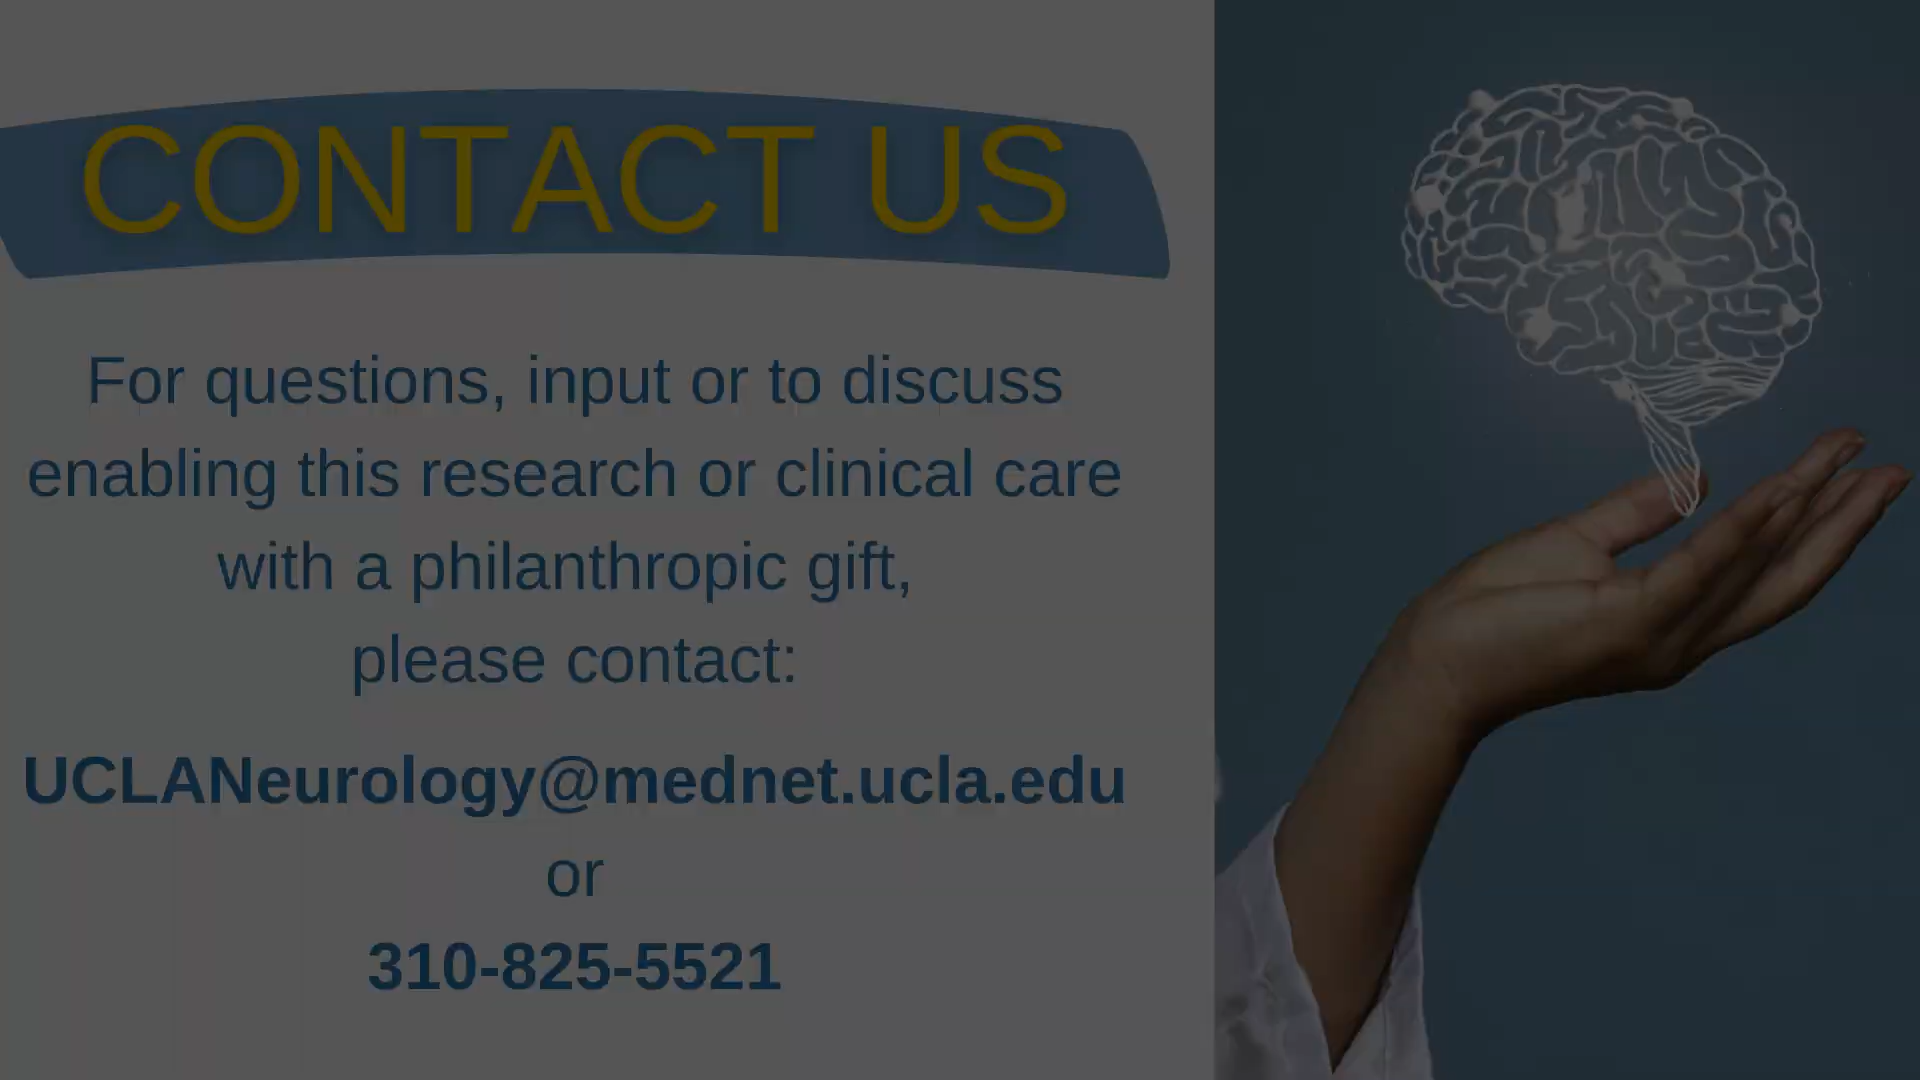 CONTACT US
For questions, input or to discuss
enabling this research or clinical care
with a philanthropic gift,
please contact:
UCLANeurology@mednet.ucla.edu
or
310-825-5521